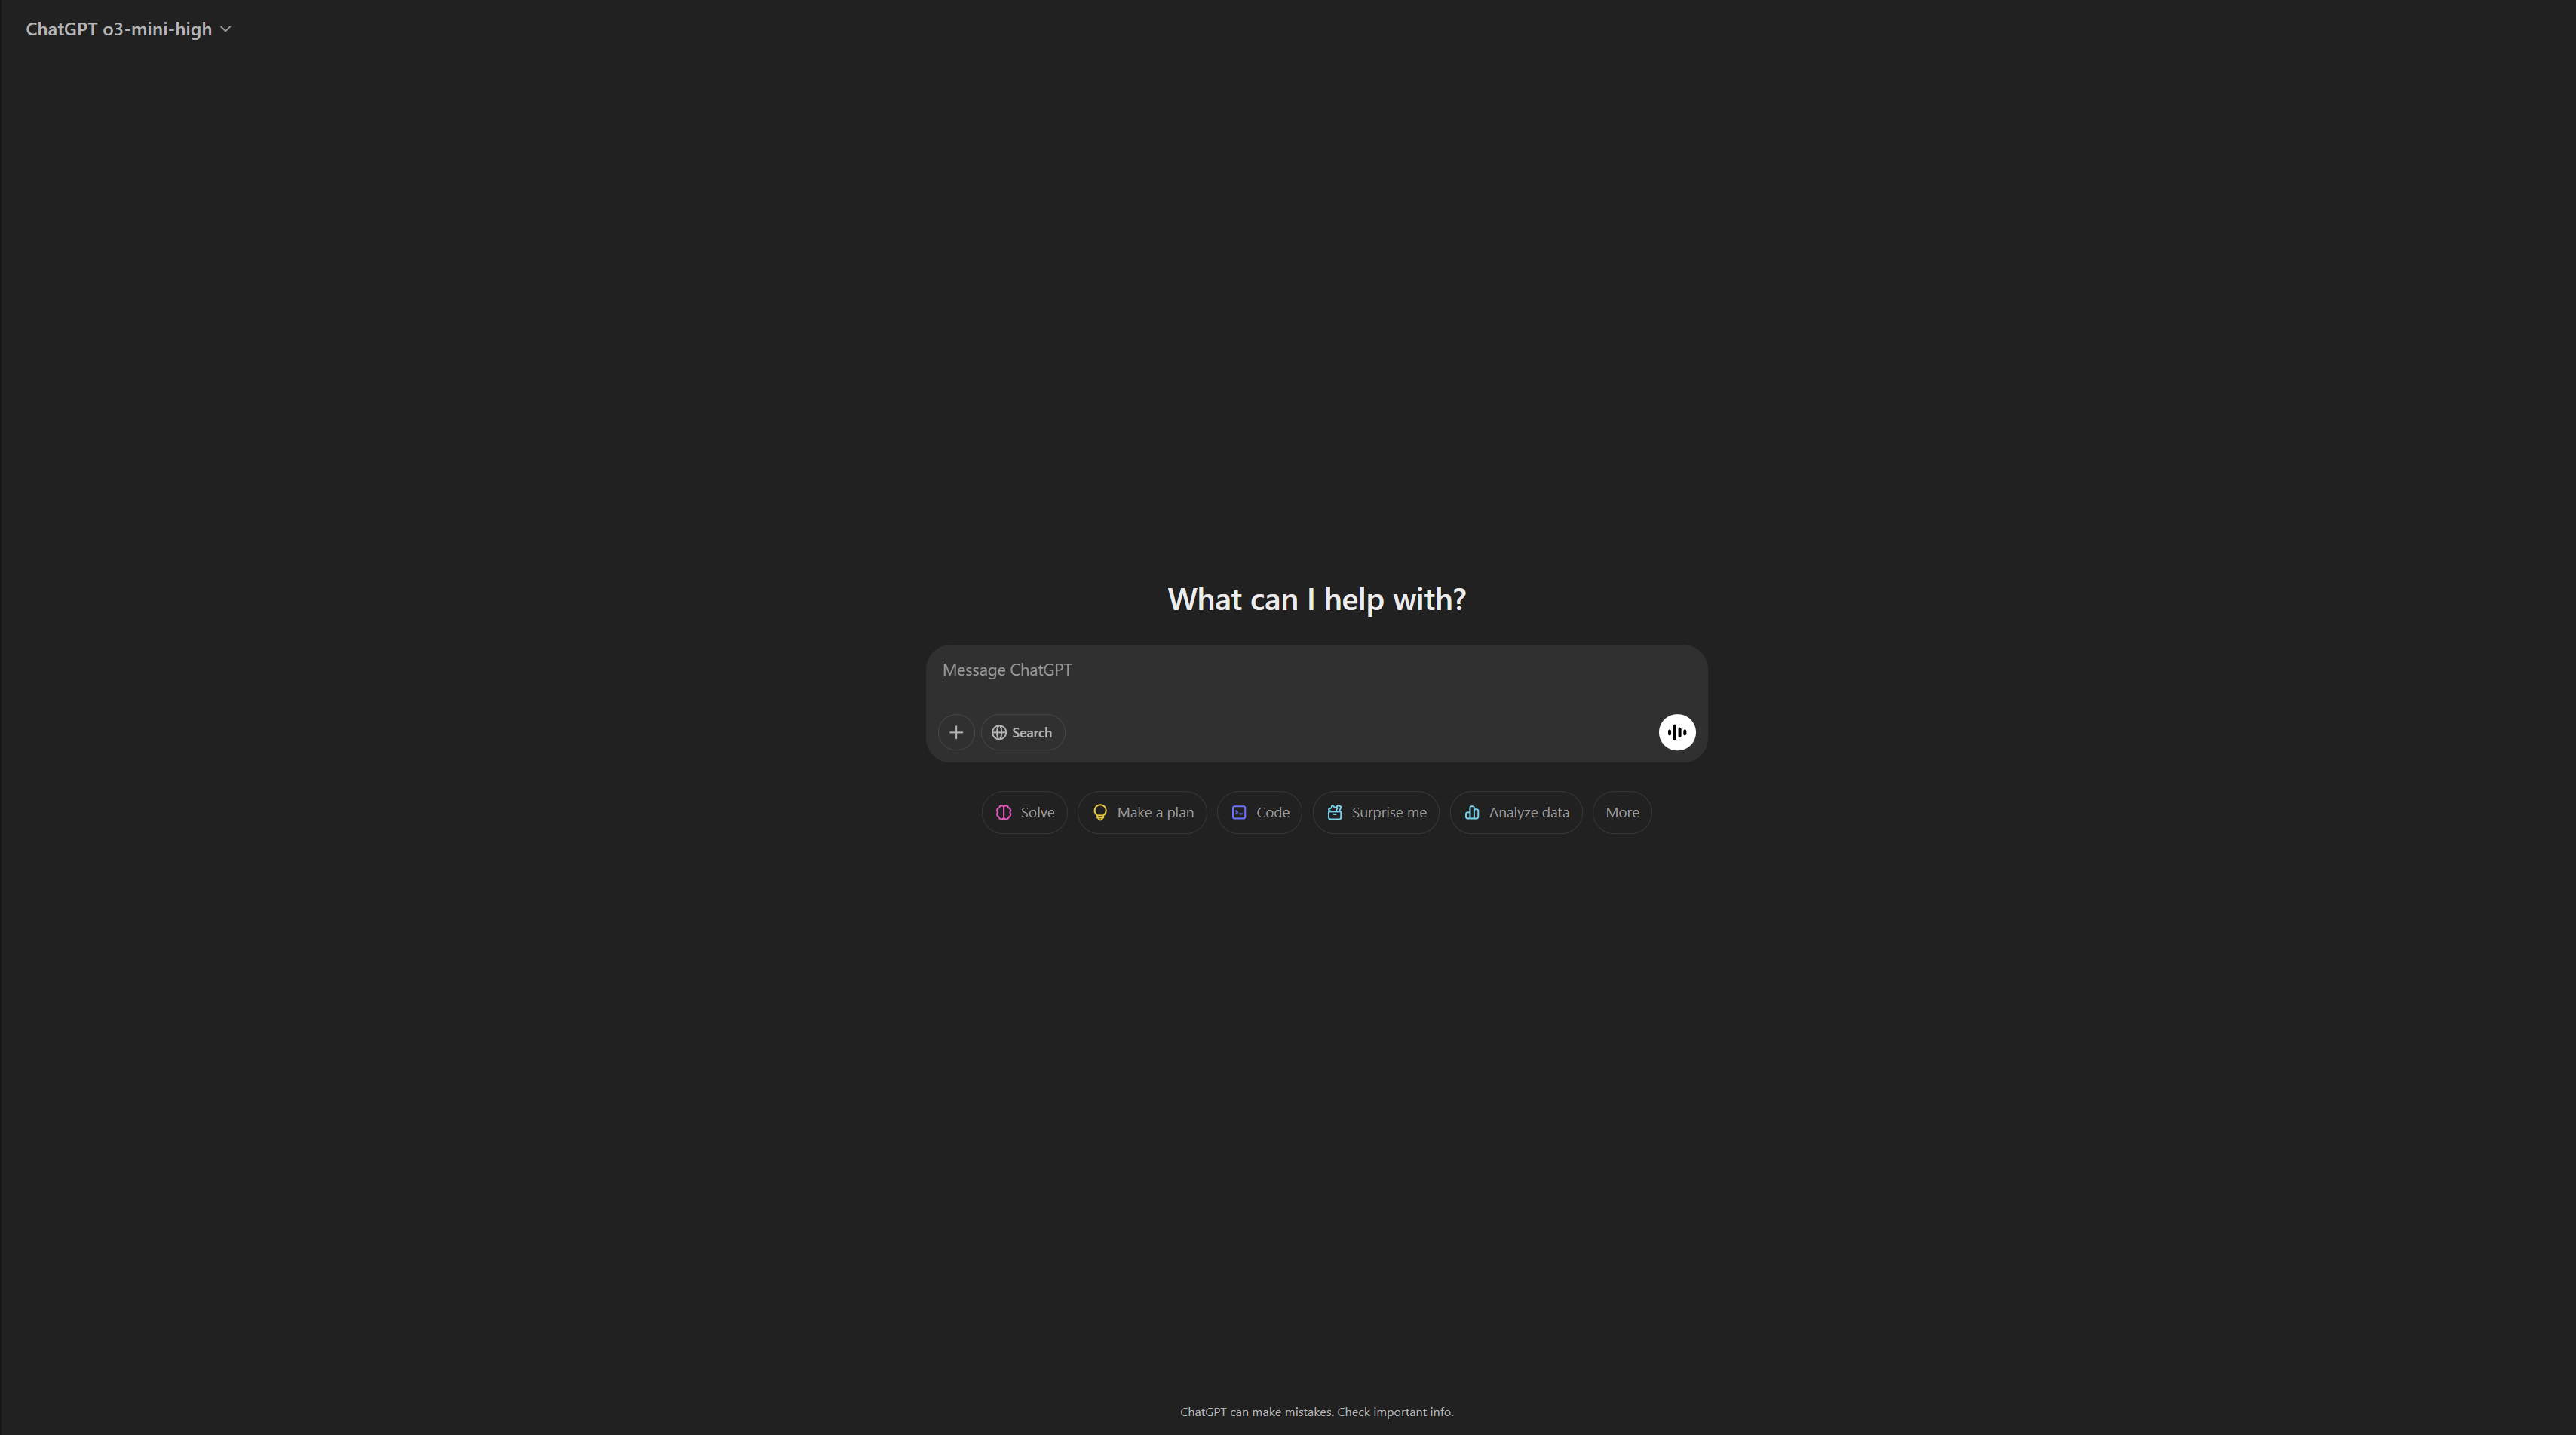 ChatGPT o3-mini-high
What can I help with?
Message ChatGPT
Search
Solve
Make a plan
Code
Surprise me
Analyze data
More
ChatGPT can make mistakes. Check important info.